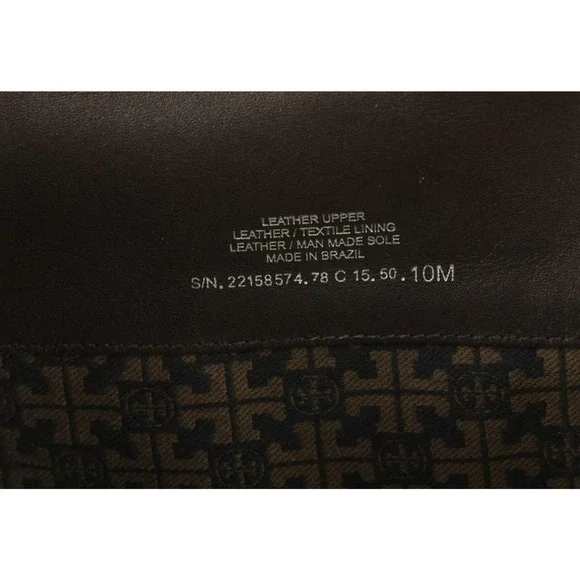 LEATHER UPPER
LEATHER / TEXTILE LINING
LEATHER / MAN MADE SOLE
MADE IN BRAZIL
S/N. 22158574.78 C 15.50.10M